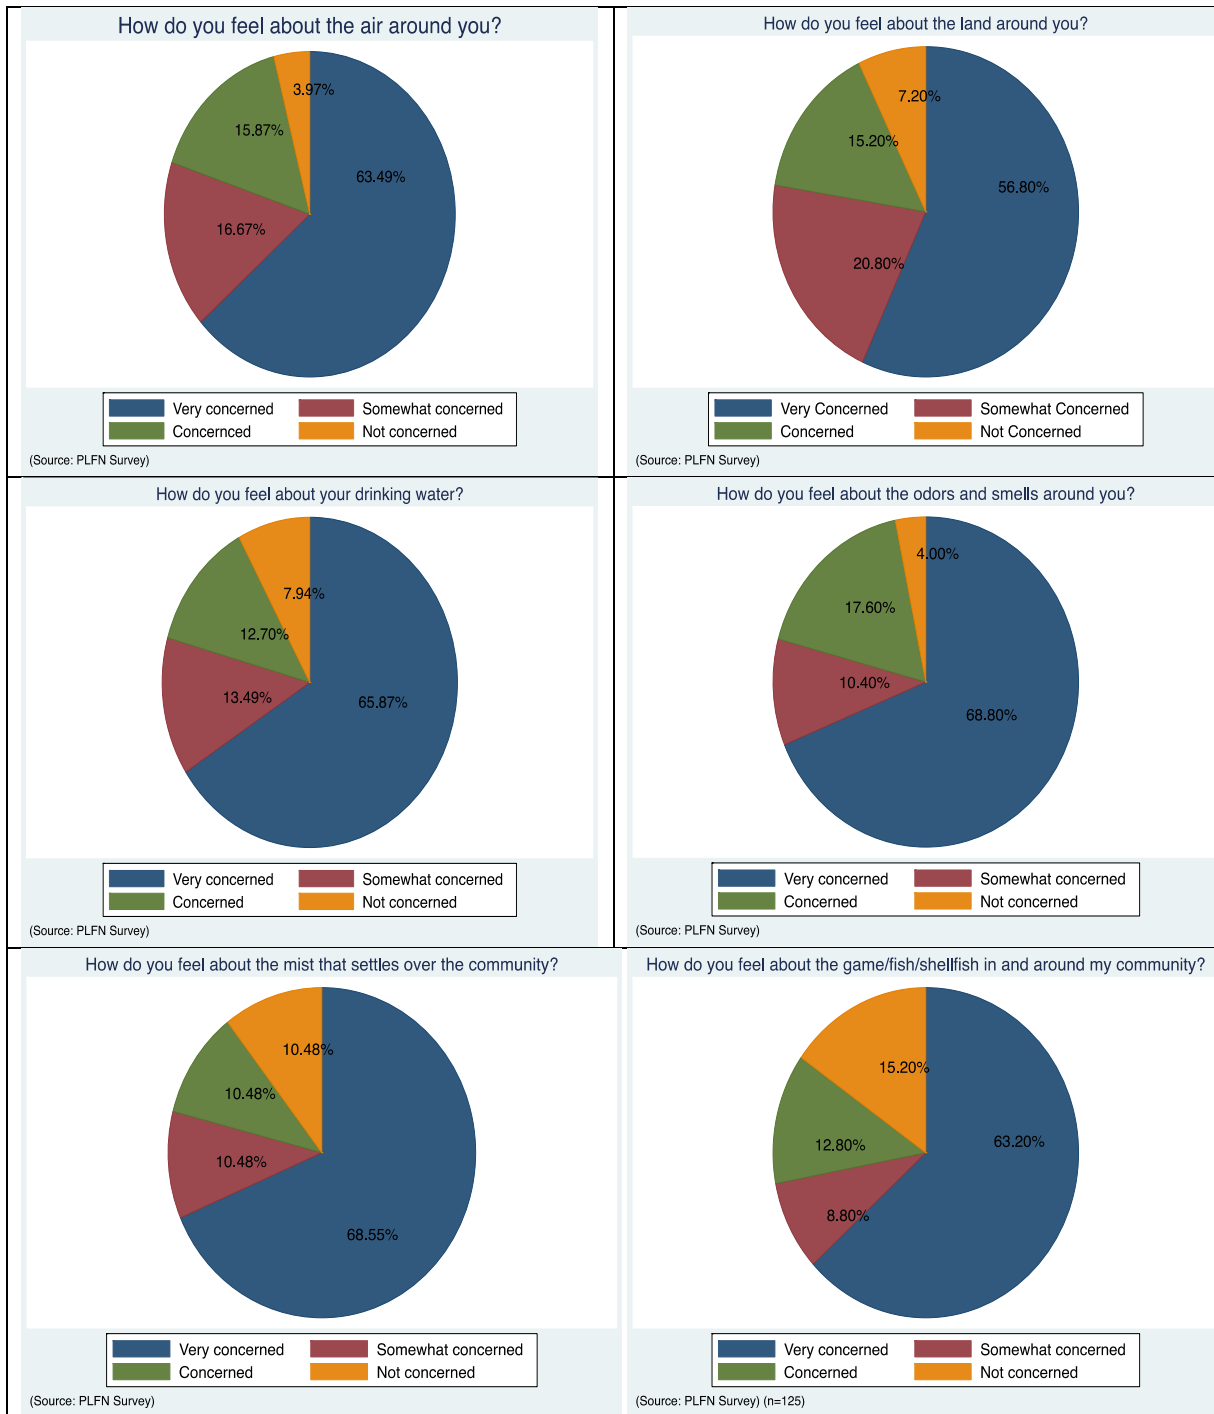 How do you feel about the air around you?
3.97%
15.87%
63.49%
16.67%
Very concerned
Somewhat concerned
Concernced
Not concerned
(Source: PLFN Survey)
How do you feel about the land around you?
7.20%
15.20%
56.80%
20.80%
Very Concerned
Somewhat Concerned
Concerned
Not Concerned
(Source: PLFN Survey)
How do you feel about your drinking water?
7.94%
12.70%
13.49%
65.87%
Very concerned
Somewhat concerned
Concerned
Not concerned
(Source: PLFN Survey)
How do you feel about the odors and smells around you?
4.00%
17.60%
10.40%
68.80%
Very concerned
Somewhat concerned
Concerned
Not concerned
(Source: PLFN Survey)
How do you feel about the mist that settles over the community?
10.48%
10.48%
10.48%
68.55%
Very concerned
Somewhat concerned
Concerned
Not concerned
(Source: PLFN Survey)
How do you feel about the game/fish/shellfish in and around my community?
15.20%
63.20%
12.80%
8.80%
Very concerned
Somewhat concerned
Concerned
Not concerned
(Source: PLFN Survey) (n=125)